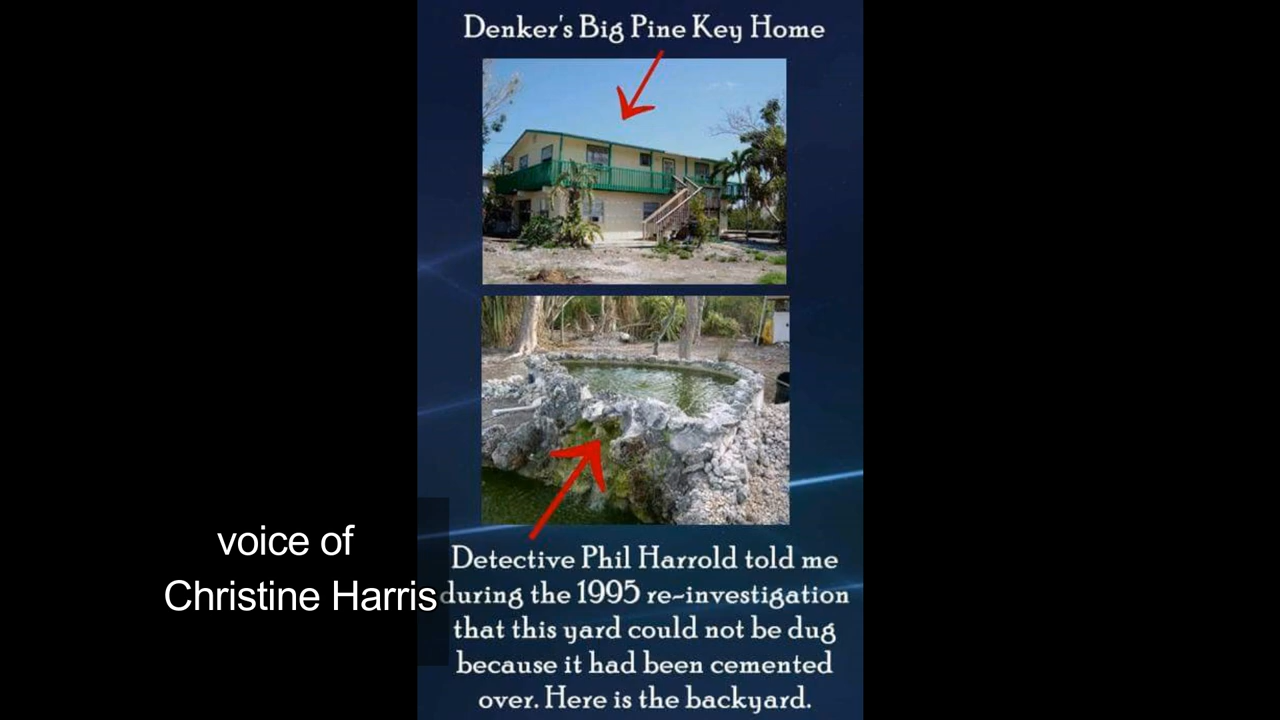 Denker's Big Pine Key Home
voice of
Christine Harris
Detective Phil Harrold told me
during the 1995 re-investigation
that this yard could not be dug
because it had been cemented
over. Here is the backyard.